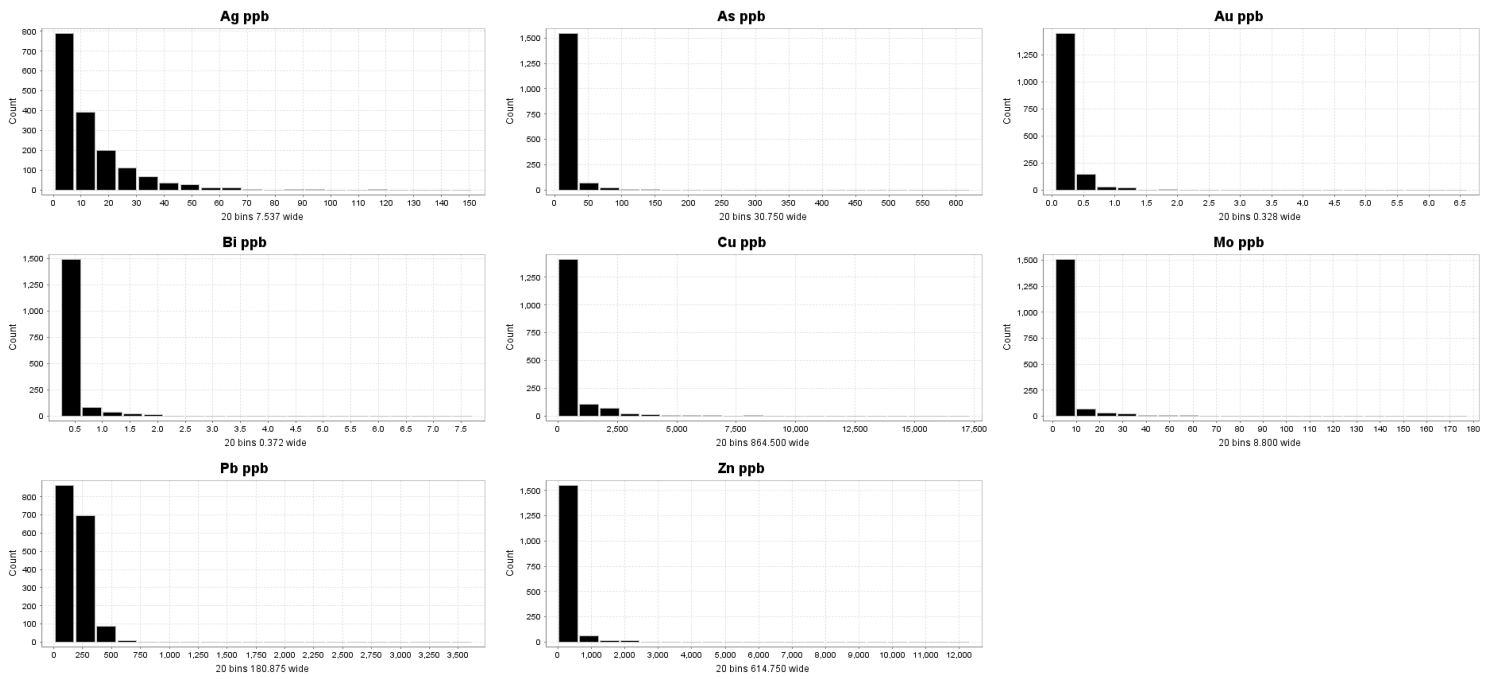 Ag ppb
Count
800
700
600
500
400
300
200
100
0
0 10 20 30 40 50 60 70 80 90 100 110 120 130 140 150
20 bins 7.537 wide
As ppb
Count
1,500
1,250
1,000
750
500
250
0
0 50 100 150 200 250 300 350 400 450 500 550 600
20 bins 30.750 wide
Au ppb
Count
1,250
1,000
750
500
250
0
0.0 0.5 1.0 1.5 2.0 2.5 3.0 3.5 4.0 4.5 5.0 5.5 6.0 6.5
20 bins 0.328 wide
Bi ppb
Count
1,500
1,250
1,000
750
500
250
0
0.5 1.0 1.5 2.0 2.5 3.0 3.5 4.0 4.5 5.0 5.5 6.0 6.5 7.0 7.5
20 bins 0.372 wide
Cu ppb
Count
1,250
1,000
750
500
250
0
0 2,500 5,000 7,500 10,000 12,500 15,000 17,500
20 bins 864.500 wide
Mo ppb
Count
1,500
1,250
1,000
750
500
250
0
0 10 20 30 40 50 60 70 80 90 100 110 120 130 140 150 160 170 180
20 bins 8.800 wide
Pb ppb
Count
800
700
600
500
400
300
200
100
0
0 250 500 750 1,000 1,250 1,500 1,750 2,000 2,250 2,500 2,750 3,000 3,250 3,500
20 bins 180.875 wide
Zn ppb
Count
1,500
1,250
1,000
750
500
250
0
0 1,000 2,000 3,000 4,000 5,000 6,000 7,000 8,000 9,000 10,000 11,000 12,000
20 bins 614.750 wide